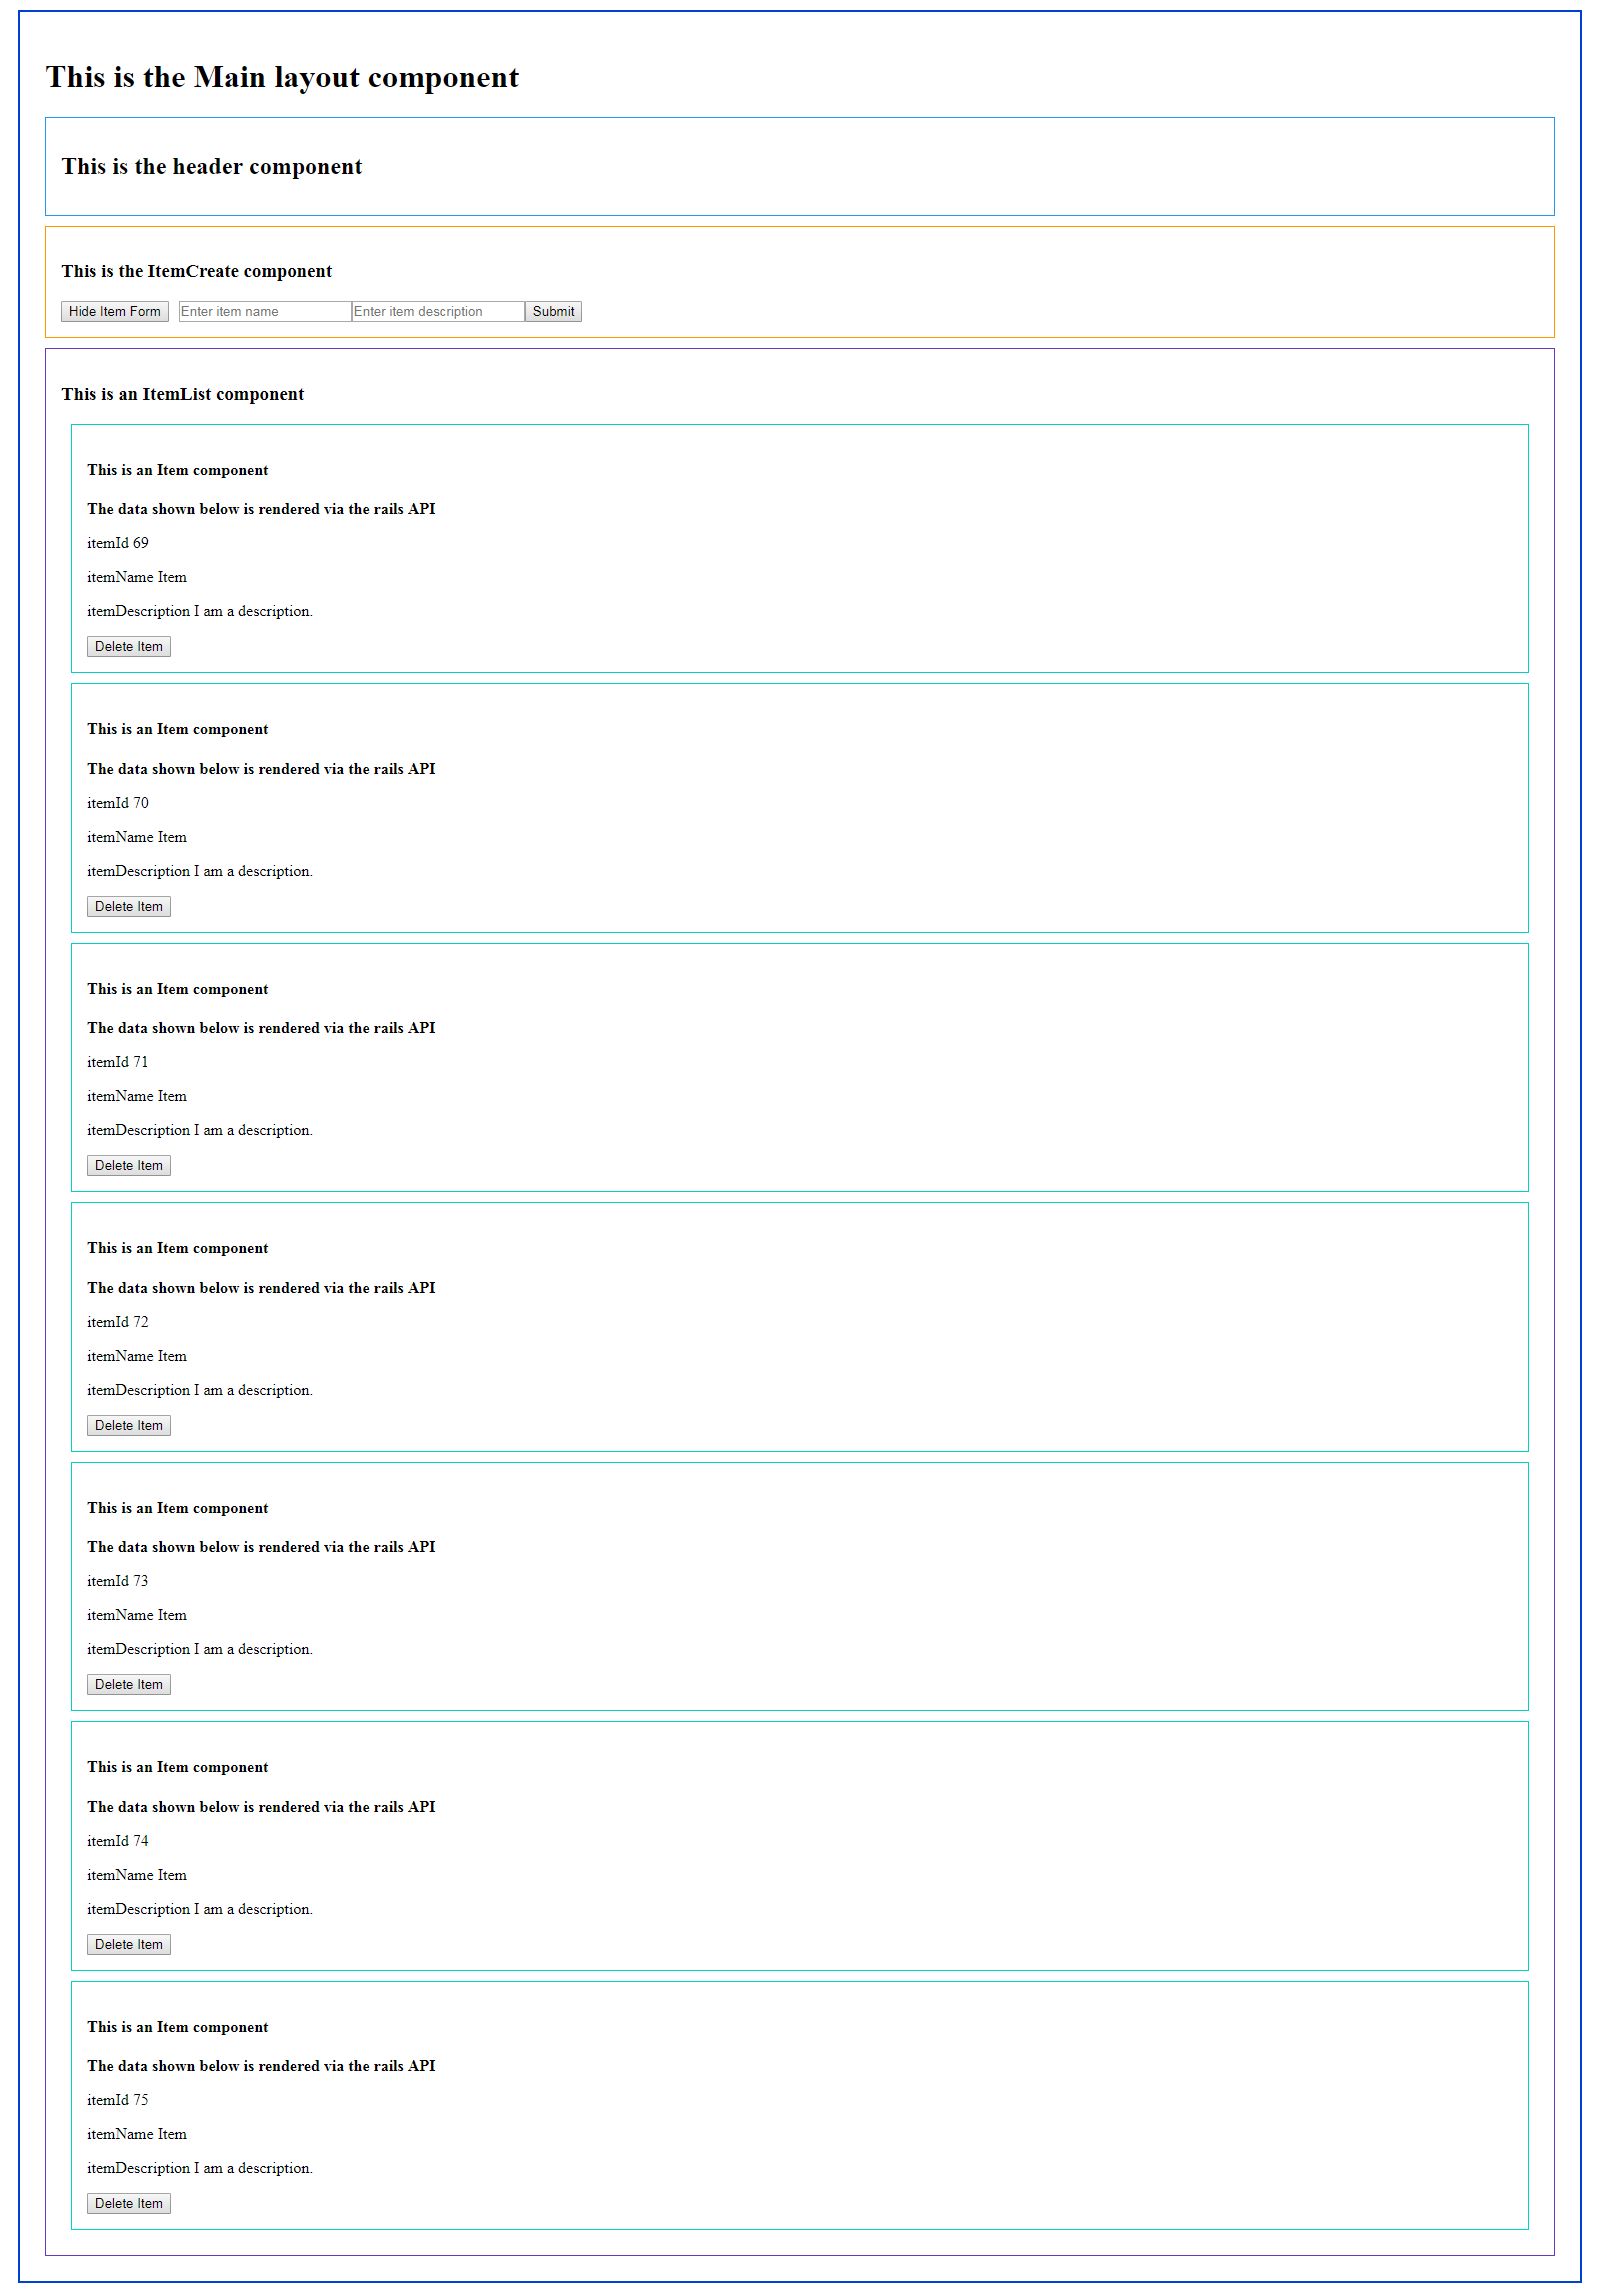 This is the Main layout component
This is the header component
This is the ItemCreate component
Hide Item Form Enter item name Enter item description Submit
This is an ItemList component
This is an Item component
The data shown below is rendered via the rails API
itemId 69
itemName Item
itemDescription I am a description.
Delete Item
This is an Item component
The data shown below is rendered via the rails API
itemId 70
itemName Item
itemDescription I am a description.
Delete Item
This is an Item component
The data shown below is rendered via the rails API
itemId 71
itemName Item
itemDescription I am a description.
Delete Item
This is an Item component
The data shown below is rendered via the rails API
itemId 72
itemName Item
itemDescription I am a description.
Delete Item
This is an Item component
The data shown below is rendered via the rails API
itemId 73
itemName Item
itemDescription I am a description.
Delete Item
This is an Item component
The data shown below is rendered via the rails API
itemId 74
itemName Item
itemDescription I am a description.
Delete Item
This is an Item component
The data shown below is rendered via the rails API
itemId 75
itemName Item
itemDescription I am a description.
Delete Item